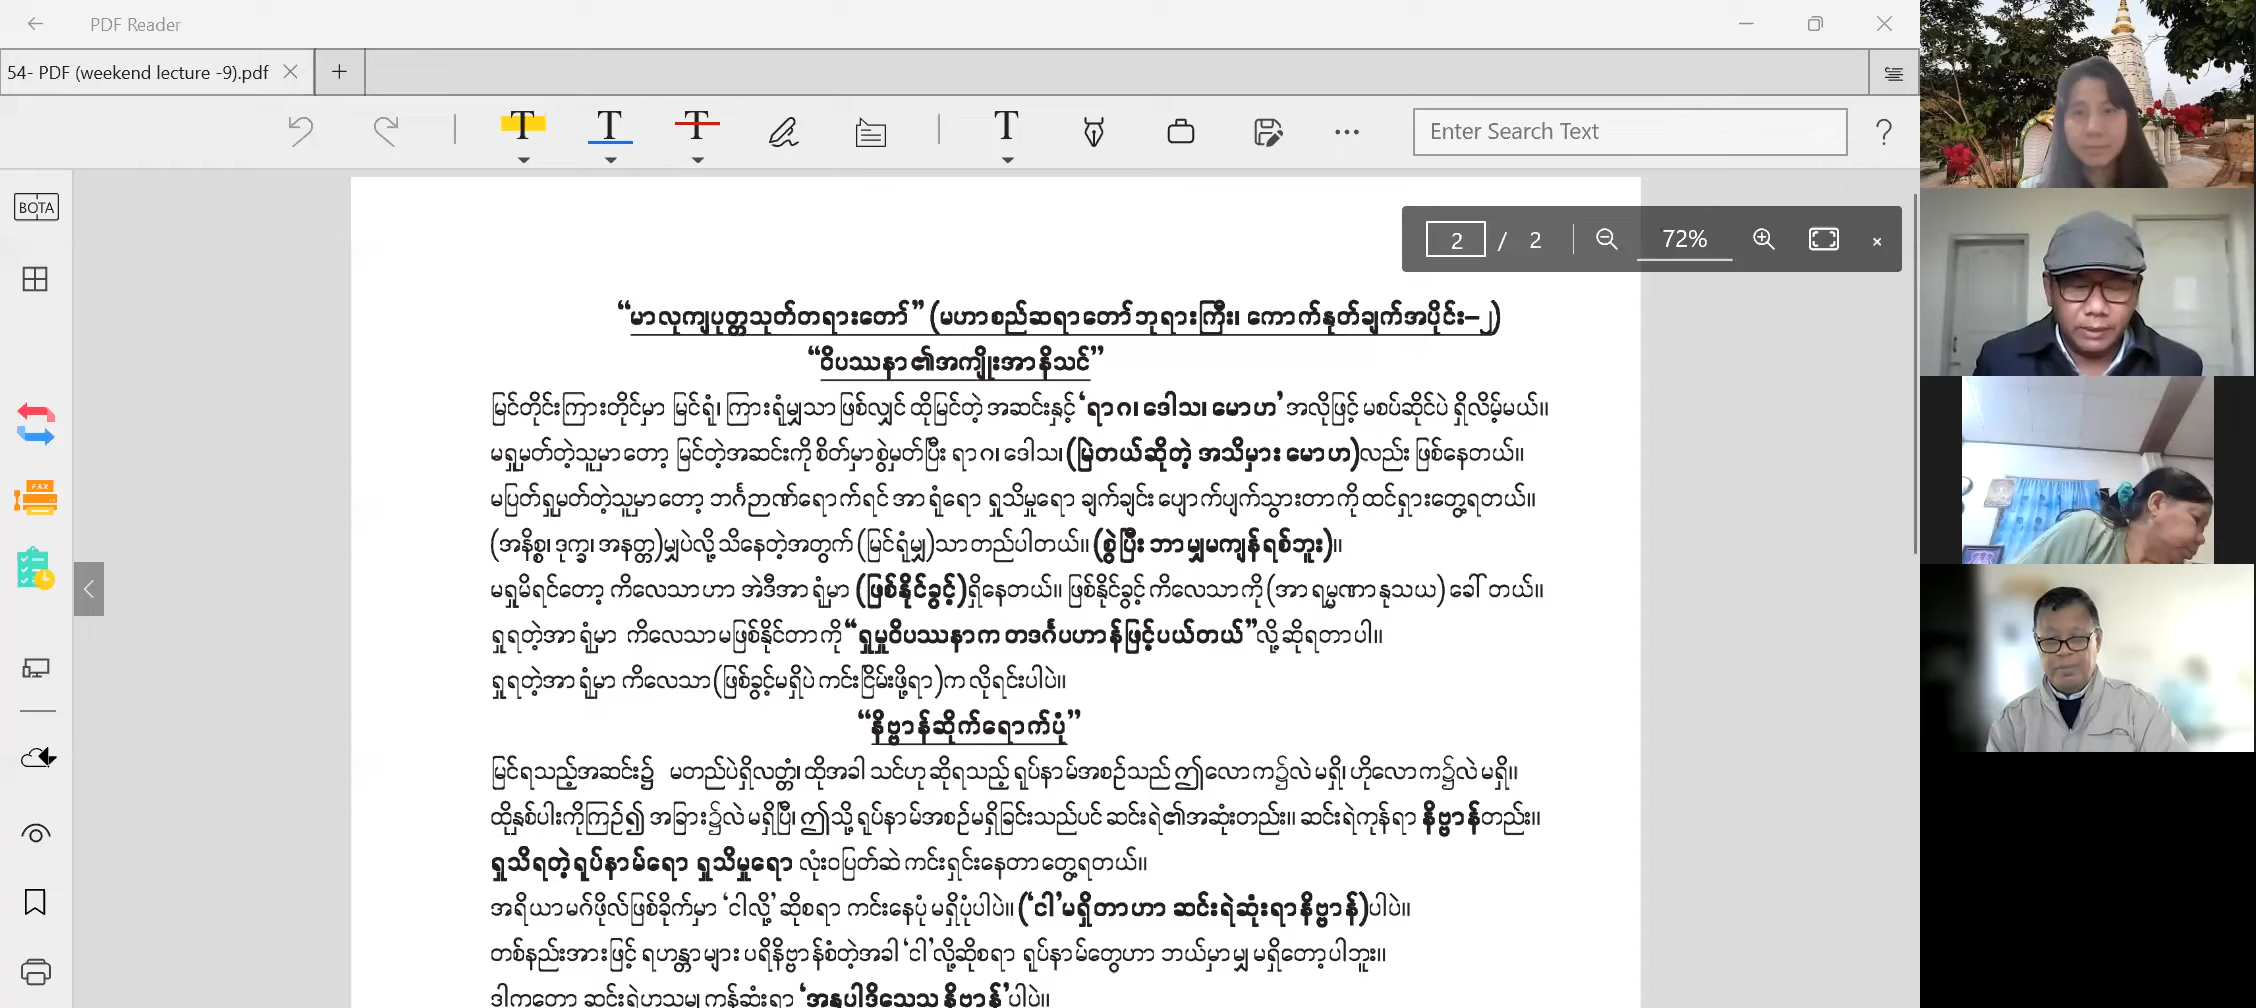 PDF Reader
54- PDF (weekend lecture -9).pdf
Enter Search Text
BOTA
2 / 2 72%
“မာလုကျပုတ္တသုတ်တရားတော်” (မဟာစည်ဆရာတော်ဘုရားကြီး၊ ကောက်နုတ်ချက်အပိုင်း–၂)
“ဝိပဿနာ၏အကျိုးအာနိသင်”
မြင်တိုင်းကြားတိုင်မှာ မြင်ရုံ၊ ကြားရုံမျှသာဖြစ်လျှင် ထိုမြင်တဲ့ အဆင်းနှင့် ‘ရာဂ၊ ဒေါသ၊ မောဟ’ အလိုဖြင့် မစပ်ဆိုင်ပဲ ရှိလိမ့်မယ်။
မရှုမှတ်တဲ့သူမှာတော့ မြင်တဲ့အဆင်းကိုစိတ်မှာစွဲမှတ်ပြီး ရာဂ၊ ဒေါသ၊ (မြဲတယ်ဆိုတဲ့ အသိမှား မောဟ)လည်း ဖြစ်နေတယ်။
မပြတ်ရှုမှတ်တဲ့သူမှာတော့ ဘင်္ဂဉာဏ်ရောက်ရင် အာရုံရော ရှုသိမှုရော ချက်ချင်း ပျောက်ပျက်သွားတာကို ထင်ရှားတွေ့ရတယ်။
(အနိစ္စ၊ ဒုက္ခ၊ အနတ္တ)မျှပဲလို့ သိနေတဲ့အတွက် (မြင်ရုံမျှ)သာတည်ပါတယ်။ (စွဲပြီး ဘာမျှမကျန်ရစ်ဘူး)။
မရှုမိရင်တော့ ကိလေသာဟာ အဲဒီအာရုံမှာ (ဖြစ်နိုင်ခွင့်)ရှိနေတယ်။ ဖြစ်နိုင်ခွင့် ကိလေသာကို (အာရမ္မဏာနုသယ) ခေါ်တယ်။
ရှုရတဲ့အာရုံမှာ ကိလေသာမဖြစ်နိုင်တာကို “ရှုမှုဝိပဿနာက တဒင်္ဂပဟာန်ဖြင့်ပယ်တယ်”လို့ ဆိုရတာပါ။
ရှုရတဲ့အာရုံမှာ ကိလေသာ(ဖြစ်ခွင့်မရှိပဲ ကင်းငြိမ်းဖို့ရာ)က လိုရင်းပါပဲ။
“နိဗ္ဗာန်ဆိုက်ရောက်ပုံ”
မြင်ရသည့်အဆင်း၌ မတည်ပဲရှိလတ္တံ့၊ ထိုအခါ သင်ဟု ဆိုရသည့် ရုပ်နာမ်အစဉ်သည် ဤလောက၌လဲ မရှိ၊ ဟိုလောက၌လဲ မရှိ။
ထိုနှစ်ပါးကိုကြဉ်၍ အခြား၌လဲ မရှိပြီ၊ ဤသို့ ရုပ်နာမ်အစဉ်မရှိခြင်းသည်ပင် ဆင်းရဲ၏အဆုံးတည်း။ ဆင်းရဲကုန်ရာ နိဗ္ဗာန်တည်း။
ရှုသိရတဲ့ရုပ်နာမ်ရော ရှုသိမှုရော လုံးဝပြတ်ဆဲ ကင်းရှင်းနေတာတွေ့ရတယ်။
အရိယာမဂ်ဖိုလ်ဖြစ်ခိုက်မှာ ‘ငါလို့’ ဆိုစရာ ကင်းနေပုံ မရှိပုံပါပဲ။ (‘ငါ’မရှိတာဟာ ဆင်းရဲဆုံးရာနိဗ္ဗာန်)ပါပဲ။
တစ်နည်းအားဖြင့် ရဟန္တာများ ပရိနိဗ္ဗာန်စံတဲ့အခါ ‘ငါ’လို့ဆိုစရာ ရုပ်နာမ်တွေဟာ ဘယ်မှာမျှ မရှိတော့ပါဘူး။
ဒါကတော့ ဆင်းရဲဟူသမျှ ကုန်ဆုံးရာ ‘အနုပါဒိသေသ နိဗ္ဗာန်’ပါပဲ။